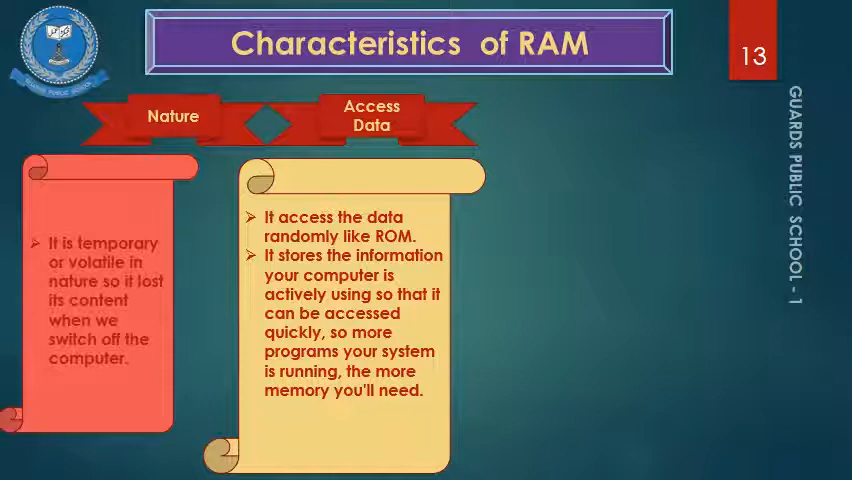 Characteristics of RAM
13
Nature
Access
Data
It is temporary
or volatile in
nature so it lost
its content
when we
switch off the
computer.
It access the data
randomly like ROM.
It stores the information
your computer is
actively using so that it
can be accessed
quickly, so more
programs your system
is running, the more
memory you'll need.
GUARDS PUBLIC SCHOOL - 1